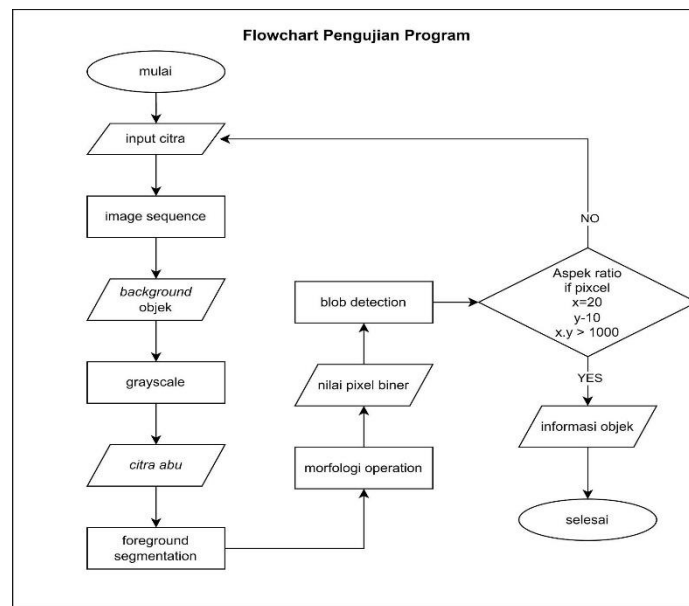 Flowchart Pengujian Program
mulai
input citra
image sequence
background
objek
grayscale
citra abu
foreground
segmentation
morfologi operation
nilai pixel biner
blob detection
Aspek ratio
if pixcel
x=20
y-10
x.y > 1000
NO
YES
informasi objek
selesai